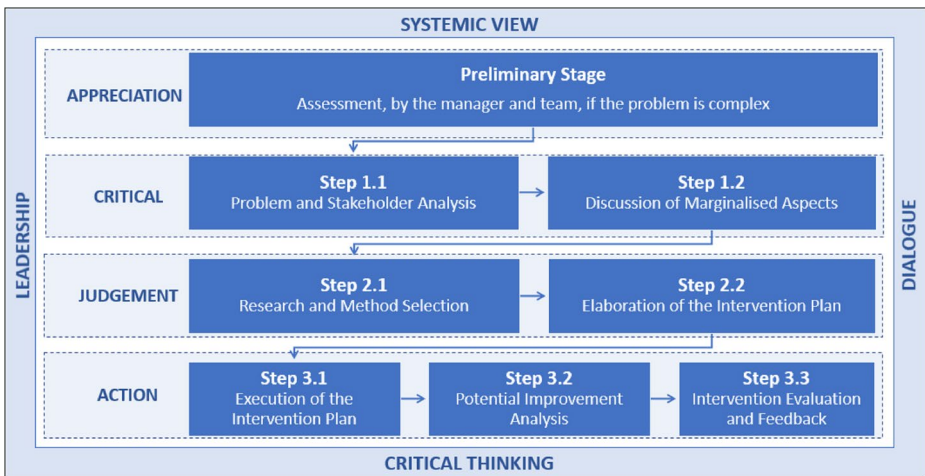 SYSTEMIC VIEW
LEADERSHIP
APPRECIATION
Preliminary Stage
Assessment, by the manager and team, if the problem is complex
CRITICAL
Step 1.1
Problem and Stakeholder Analysis
Step 1.2
Discussion of Marginalised Aspects
JUDGEMENT
Step 2.1
Research and Method Selection
Step 2.2
Elaboration of the Intervention Plan
ACTION
Step 3.1
Execution of the
Intervention Plan
Step 3.2
Potential Improvement
Analysis
Step 3.3
Intervention Evaluation
and Feedback
DIALOGUE
CRITICAL THINKING